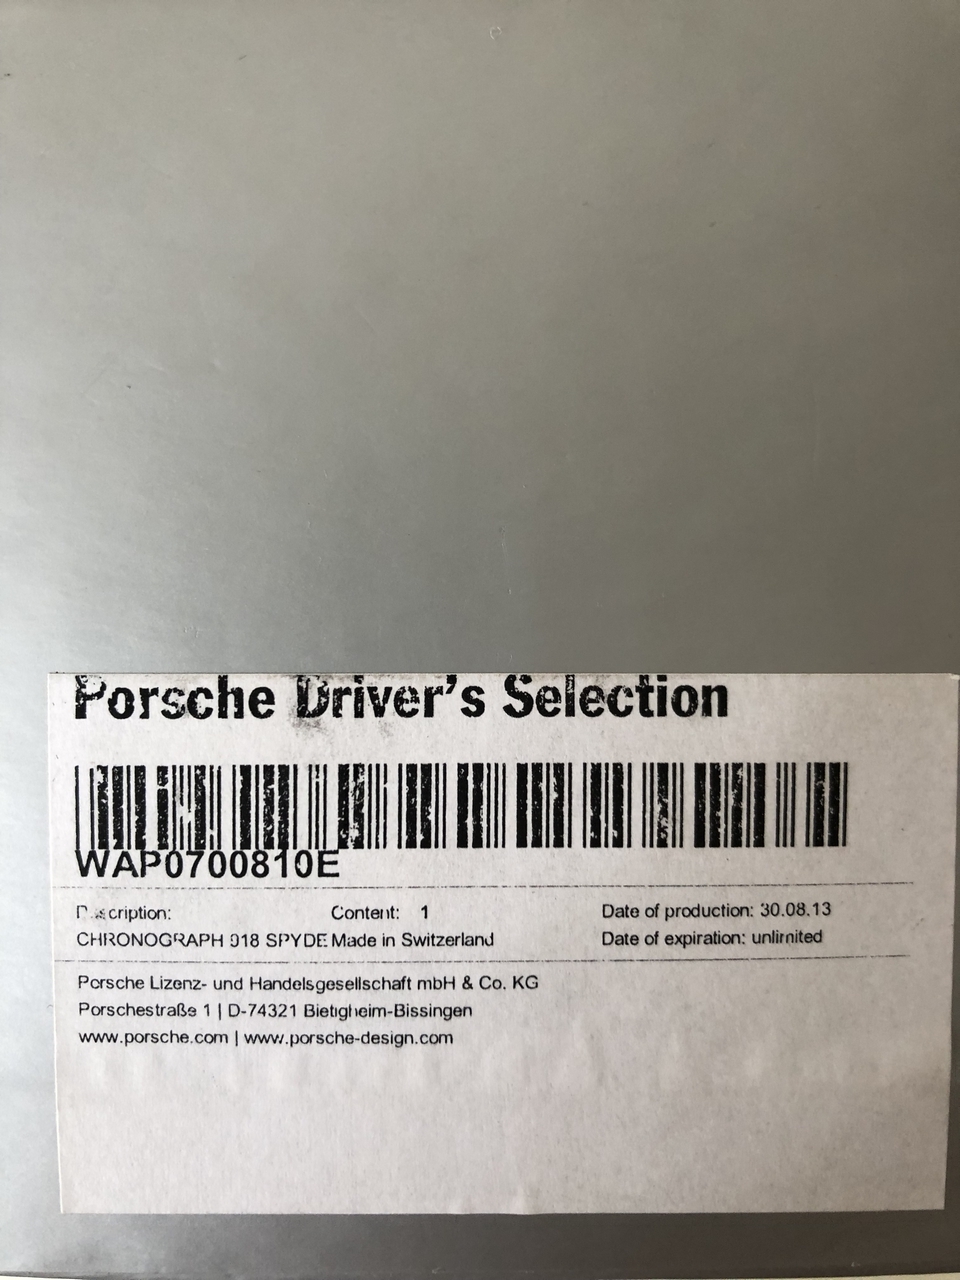 Porsche Driver's Selection
WAP0700810E
Description: Content: 1 Date of production: 30.08.13
CHRONOGRAPH 918 SPYDE Made in Switzerland Date of expiration: unlimited
Porsche Lizenz- und Handelsgesellschaft mbH & Co. KG
Porschestraße 1 | D-74321 Bietigheim-Bissingen
www.porsche.com | www.porsche-design.com